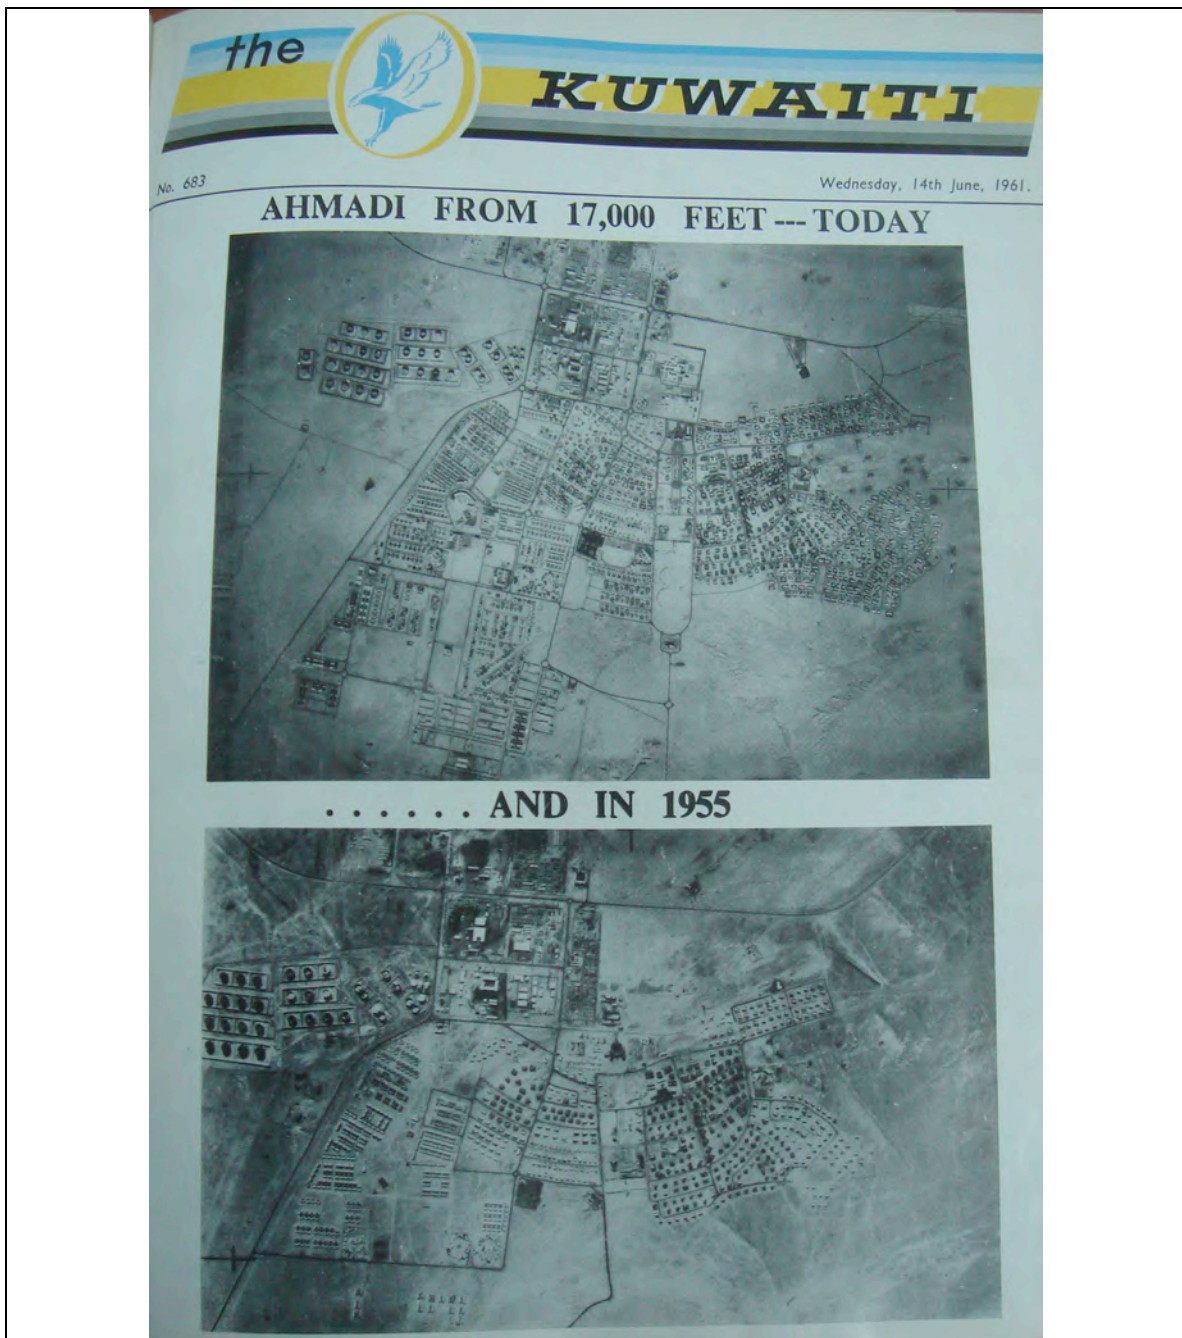 the
KUWAITI
No. 683
Wednesday, 14th June, 1961.
AHMADI FROM 17,000 FEET --- TODAY
. . . . . . AND IN 1955